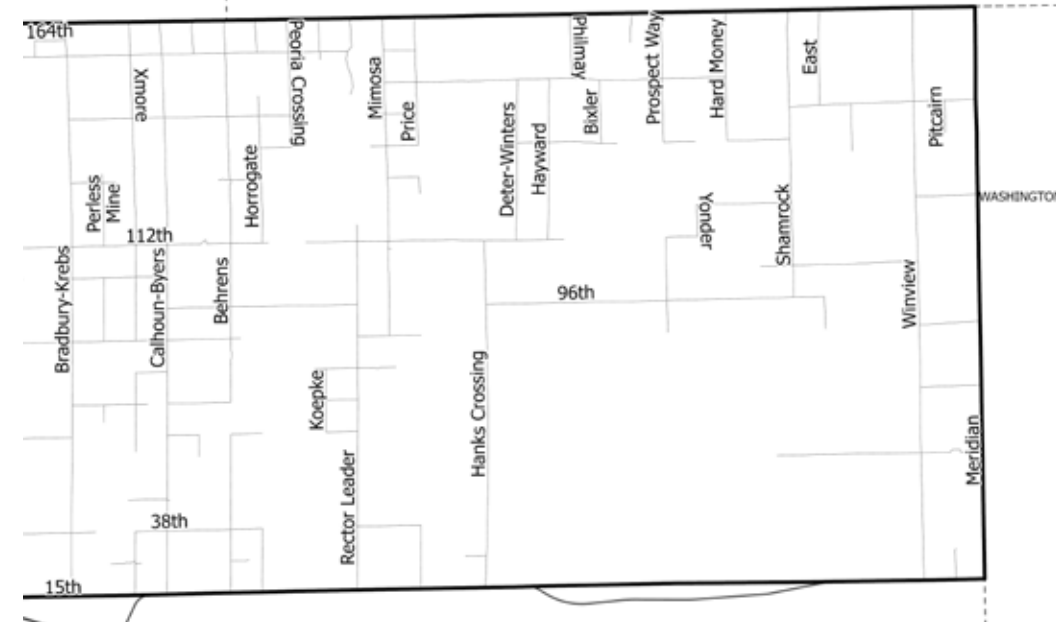 164th
Xmore
Peoria Crossing
Mimosa
Price
Philmay
Bixler
Prospect Way
Hard Money
East
Pitcairn
Deter-Winters
Hayward
Horrogate
Perless
Mine
112th
Yonder
Shamrock
WASHINGTON
Bradbury-Krebs
Calhoun-Byers
Behrens
96th
Winview
Koepke
Hanks Crossing
Meridian
Rector Leader
38th
15th